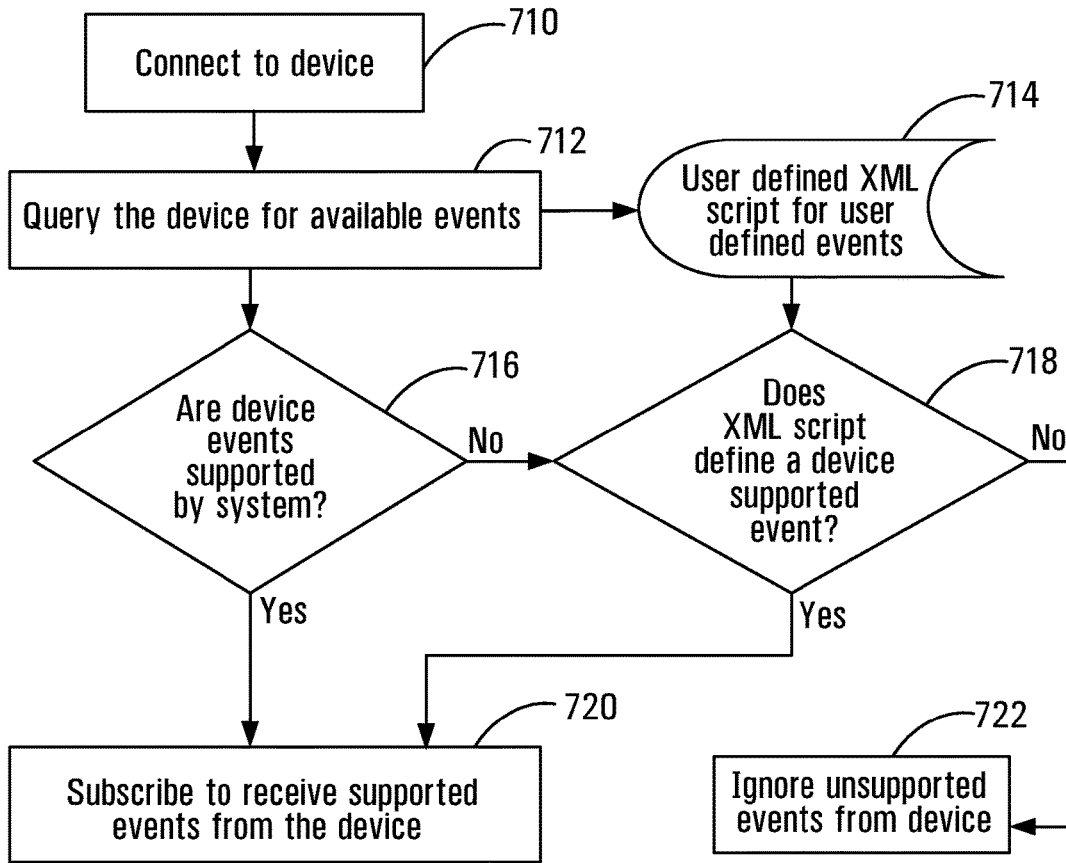 710
Connect to device
714
712
User defined XML
script for user
defined events
Query the device for available events
716
718
Are device
events
supported
by system?
No
Does
XML script
define a device
supported
event?
No
Yes
Yes
720
722
Subscribe to receive supported
events from the device
Ignore unsupported
events from device